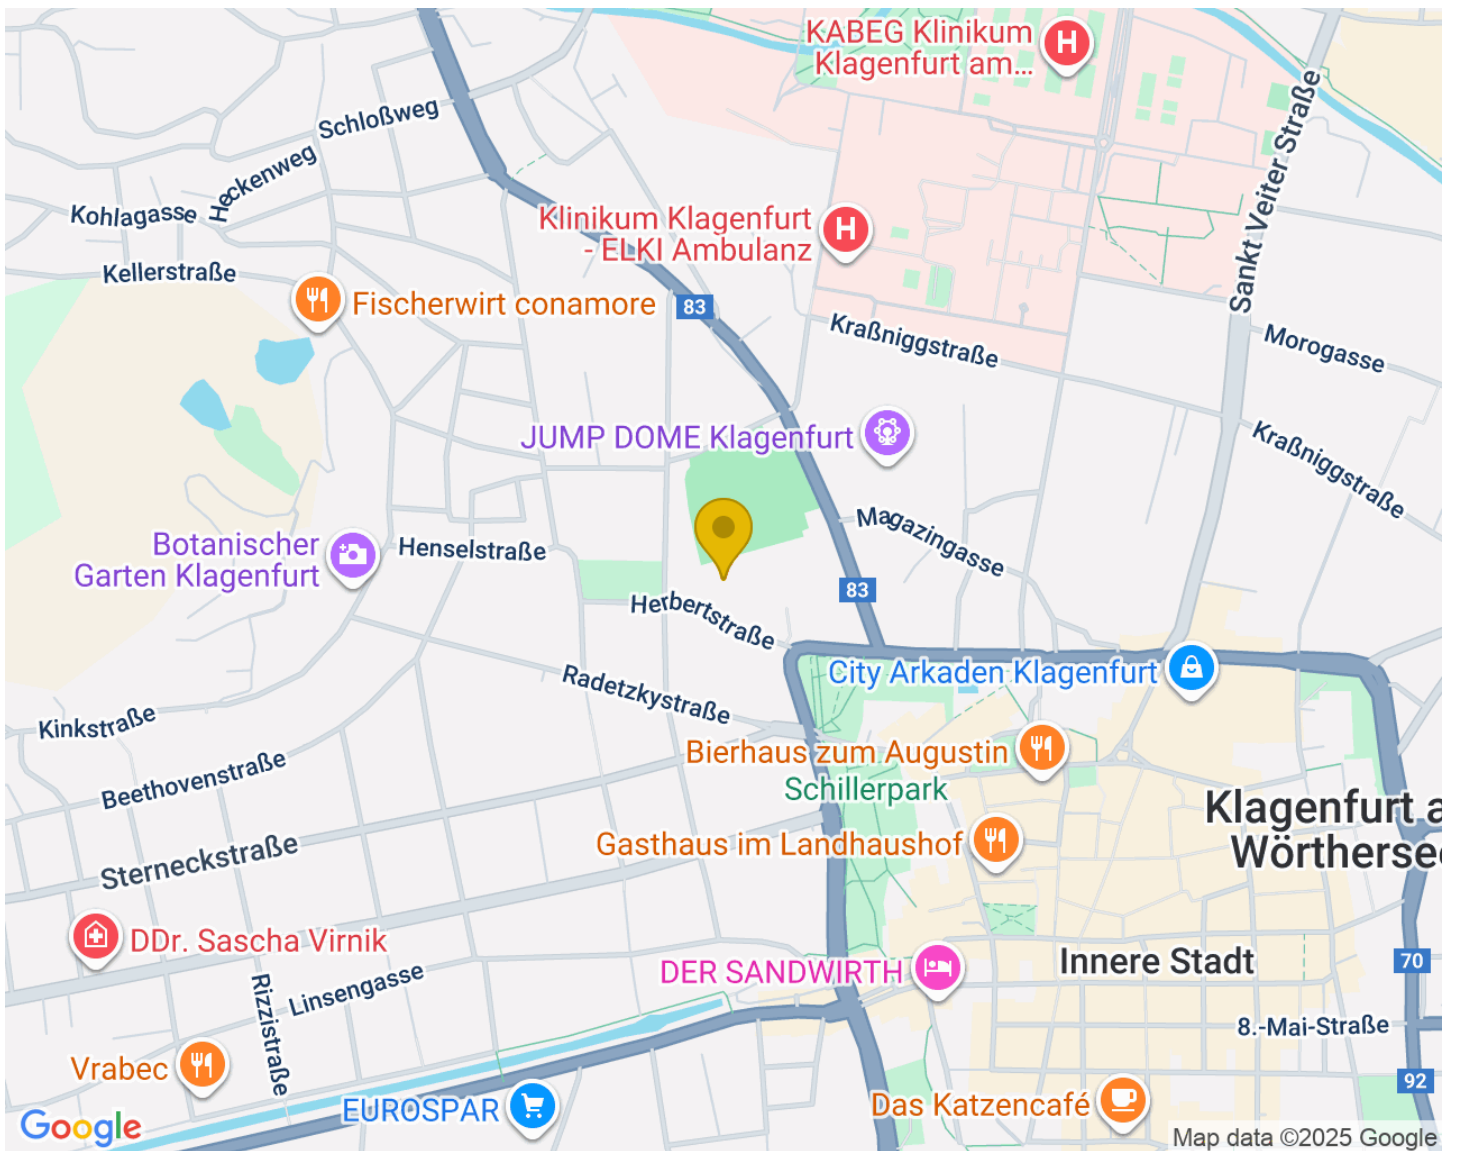 KABEG Klinikum
Klagenfurt am...
Schloßweg
Heckenweg
Kohlagasse
Sankt Veiter Straße
Klinikum Klagenfurt
- ELKI Ambulanz
Kellerstraße
Fischerwirt conamore
83
Kraßniggstraße
Morogasse
JUMP DOME Klagenfurt
Kraßniggstraße
Magazingasse
Botanischer
Garten Klagenfurt
Henselstraße
83
Herbertstraße
City Arkaden Klagenfurt
Radetzkystraße
Kinkstraße
Bierhaus zum Augustin
Beethovenstraße
Schillerpark
Klagenfurt a
Wörtherse
Gasthaus im Landhaushof
Sterneckstraße
DDr. Sascha Virnik
Innere Stadt
70
DER SANDWIRTH
Linsengasse
Rizzistraße
8.-Mai-Straße
Vrabec
92
EUROSPAR
Das Katzencafé
Google
Map data ©2025 Google